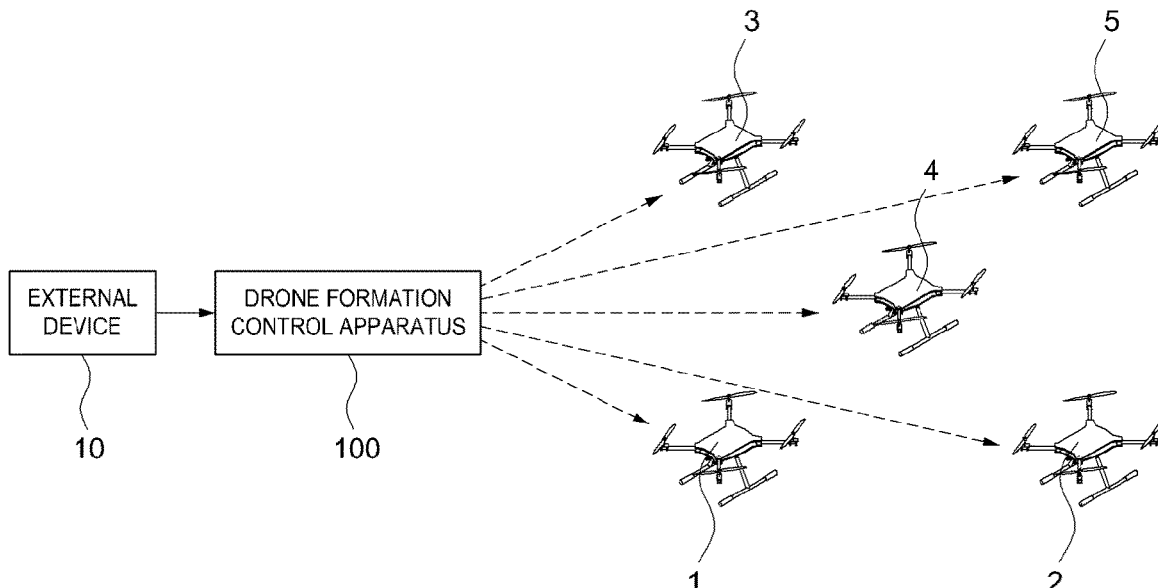 3
5
4
EXTERNAL
DEVICE
DRONE FORMATION
CONTROL APPARATUS
10
100
1
2